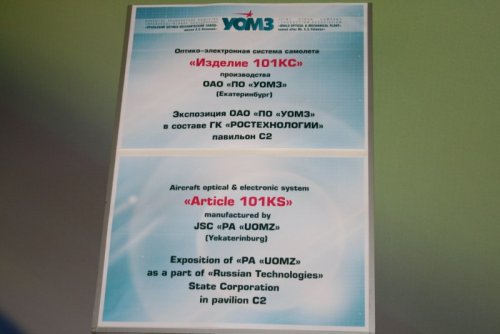 УОМЗ
Оптико-электронная система самолета
«Изделие 101КС»
производства
ОАО «ПО «УОМЗ»
(Екатеринбург)
Экспозиция ОАО «ПО «УОМЗ»
в составе ГК «РОСТЕХНОЛОГИИ»
павильон С2
Aircraft optical & electronic system
«Article 101KS»
manufactured by
JSC «PA «UOMZ»
(Yekaterinburg)
Exposition of «PA «UOMZ»
as a part of «Russian Technologies»
State Corporation
in pavilion C2